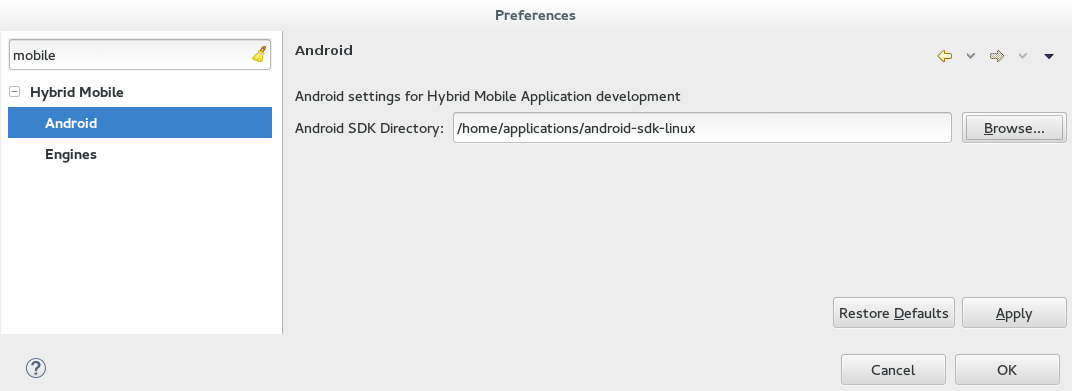 Preferences
mobile
Hybrid Mobile
Android
Engines
Android
Android settings for Hybrid Mobile Application development
Android SDK Directory: /home/applications/android-sdk-linux Browse...
Restore Defaults Apply
? Cancel OK